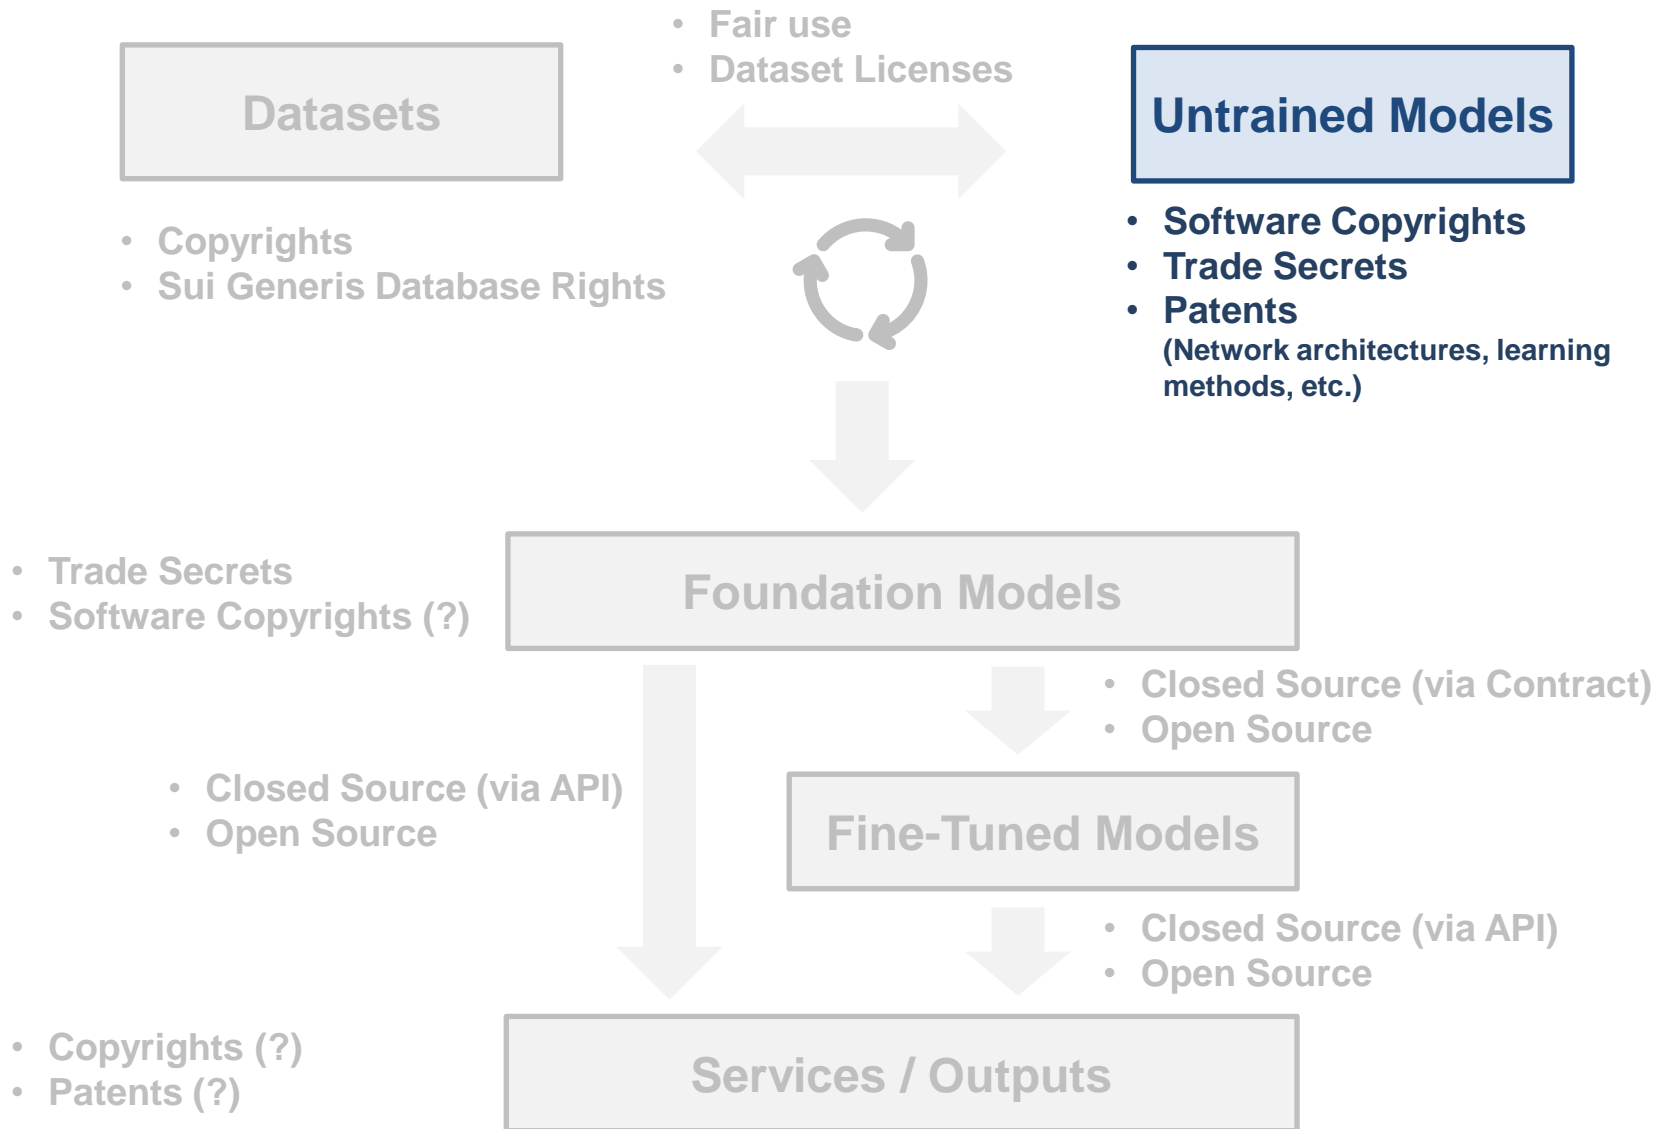 • Fair use
• Dataset Licenses
Datasets
Untrained Models
• Copyrights
• Sui Generis Database Rights
• Software Copyrights
• Trade Secrets
• Patents
(Network architectures, learning
methods, etc.)
• Trade Secrets
• Software Copyrights (?)
Foundation Models
• Closed Source (via Contract)
• Open Source
• Closed Source (via API)
• Open Source
Fine-Tuned Models
• Closed Source (via API)
• Open Source
• Copyrights (?)
• Patents (?)
Services / Outputs